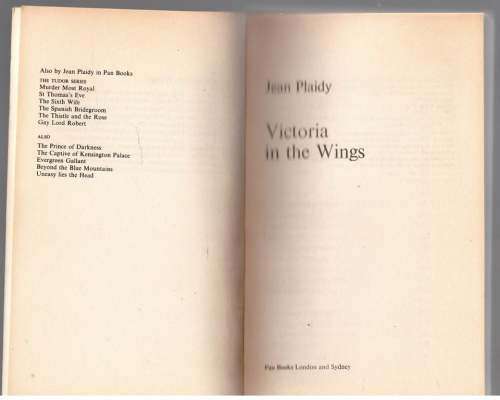 Also by Jean Plaidy in Pan Books
THE TUDOR SERIES
Murder Most Royal
St Thomas's Eve
The Sixth Wife
The Spanish Bridegroom
The Thistle and the Rose
Gay Lord Robert
ALSO
The Prince of Darkness
The Captive of Kensington Palace
Evergreen Gallant
Beyond the Blue Mountains
Uneasy lies the Head
Jean Plaidy
Victoria
in the Wings
Pan Books London and Sydney